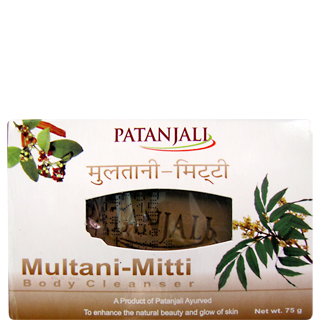 PATANJALI
मुलतानी-मिट्टी
PATANJALI
Multani-Mitti
Body Cleanser
A Product of Patanjali Ayurved
To enhance the natural beauty and glow of skin
Net wt. 75 g